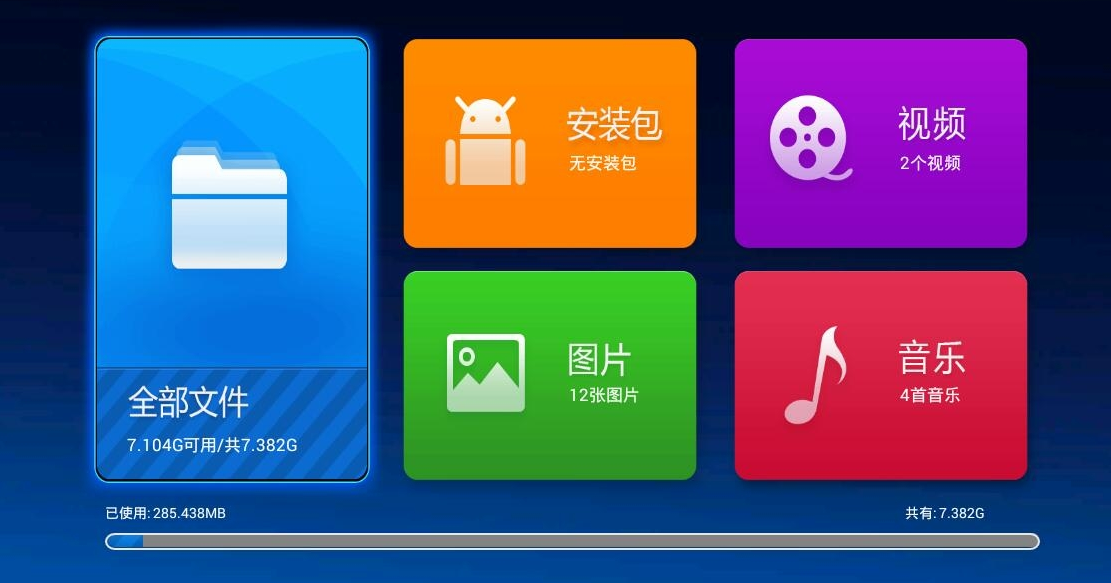 全部文件
7.104G可用/共7.382G
安装包
无安装包
视频
2个视频
图片
12张图片
音乐
4首音乐
已使用: 285.438MB
共有: 7.382G